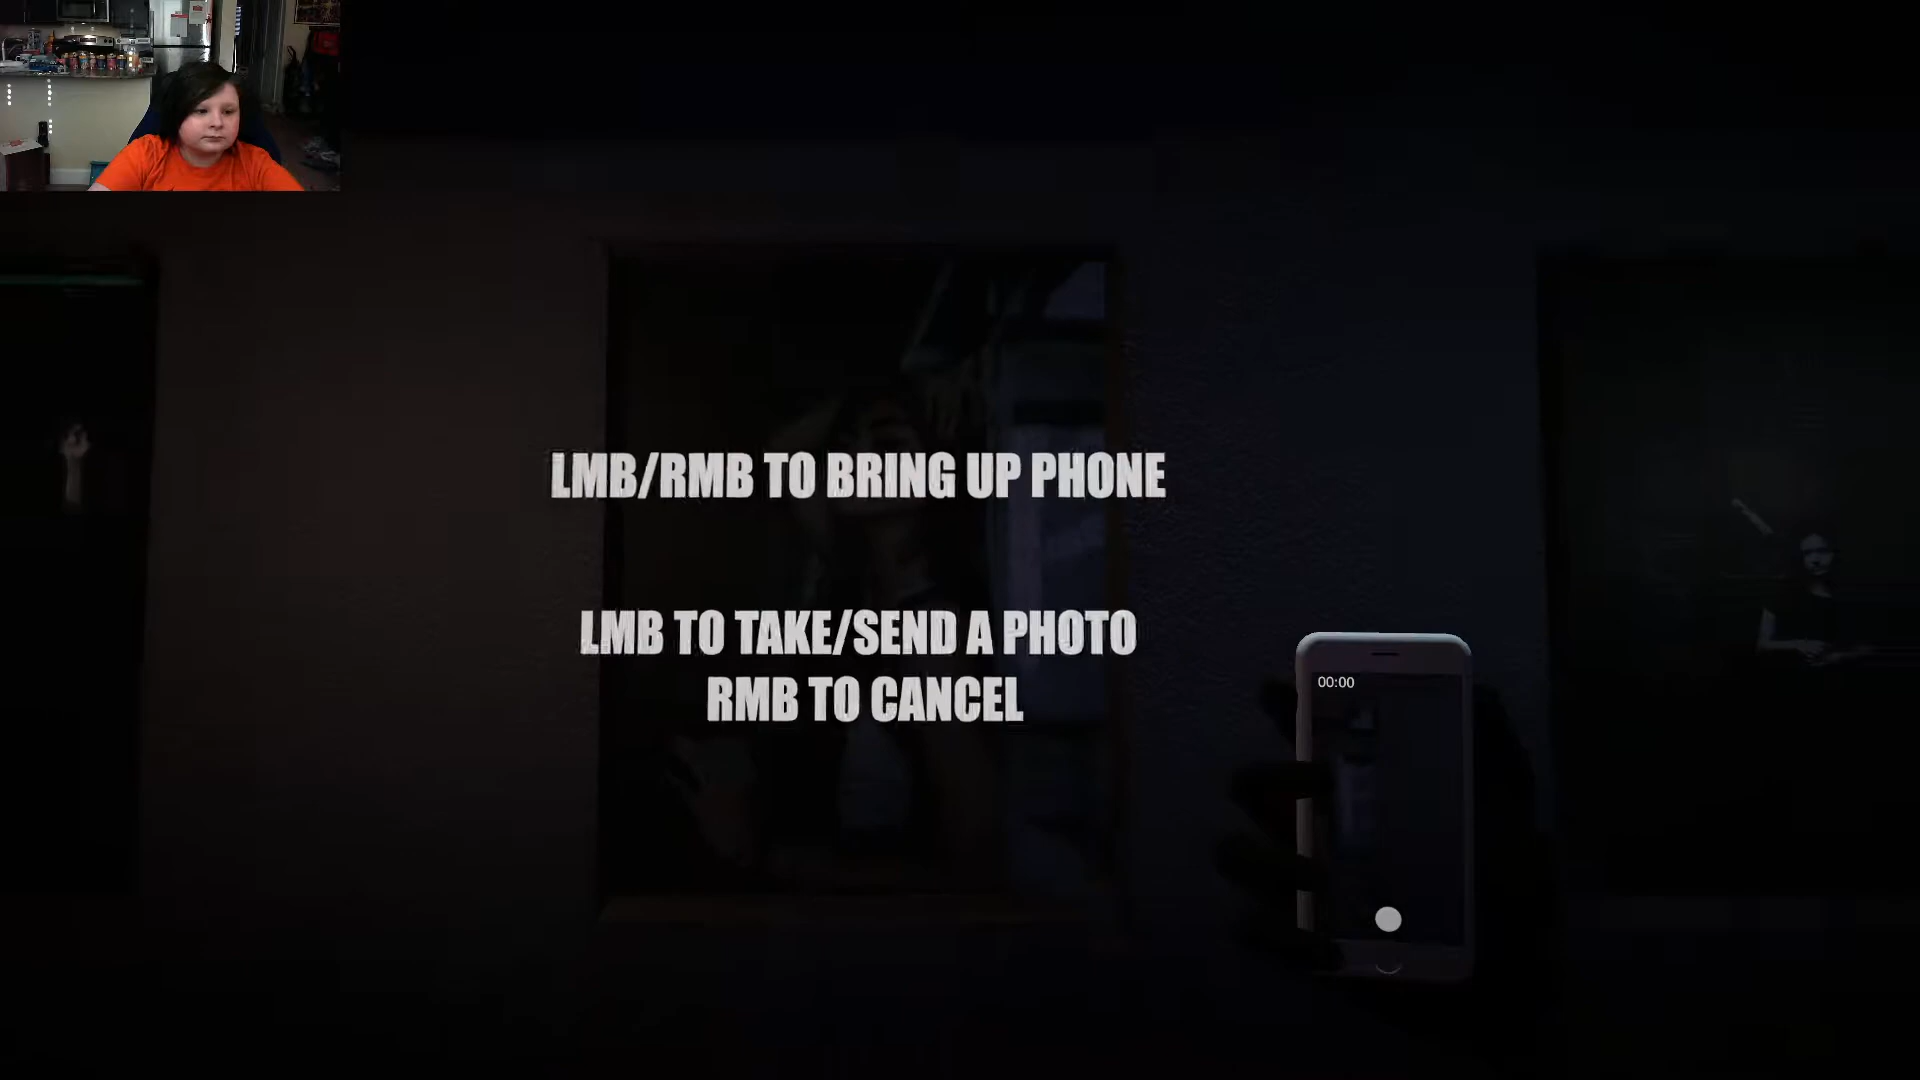 LMB/RMB TO BRING UP PHONE
LMB TO TAKE/SEND A PHOTO
RMB TO CANCEL
00:00